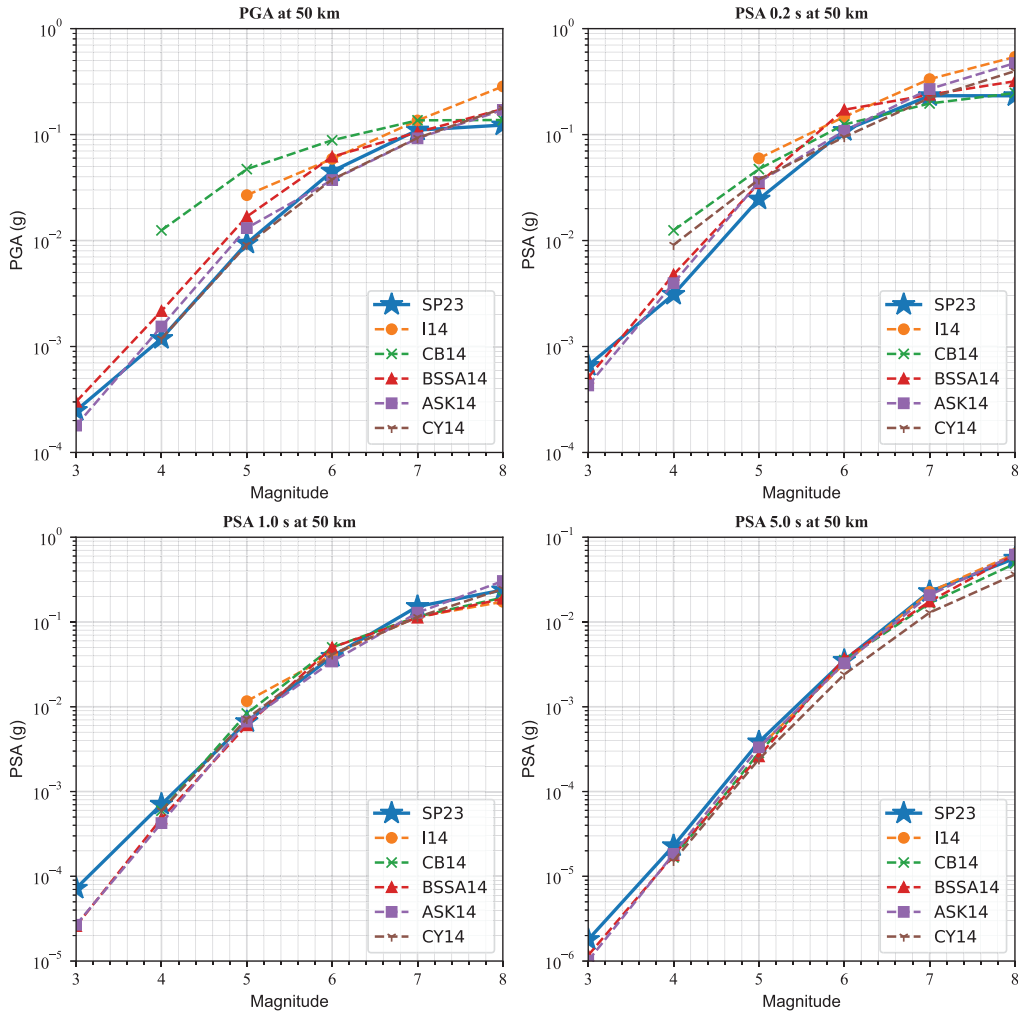 PGA at 50 km
10^0
10^-1
10^-2
10^-3
10^-4
PGA (g)
SP23
I14
CB14
BSSA14
ASK14
CY14
3 4 5 6 7 8
Magnitude
PSA 0.2 s at 50 km
10^0
10^-1
10^-2
10^-3
10^-4
PSA (g)
SP23
I14
CB14
BSSA14
ASK14
CY14
3 4 5 6 7 8
Magnitude
PSA 1.0 s at 50 km
10^0
10^-1
10^-2
10^-3
10^-4
10^-5
PSA (g)
SP23
I14
CB14
BSSA14
ASK14
CY14
3 4 5 6 7 8
Magnitude
PSA 5.0 s at 50 km
10^-1
10^-2
10^-3
10^-4
10^-5
10^-6
PSA (g)
SP23
I14
CB14
BSSA14
ASK14
CY14
3 4 5 6 7 8
Magnitude